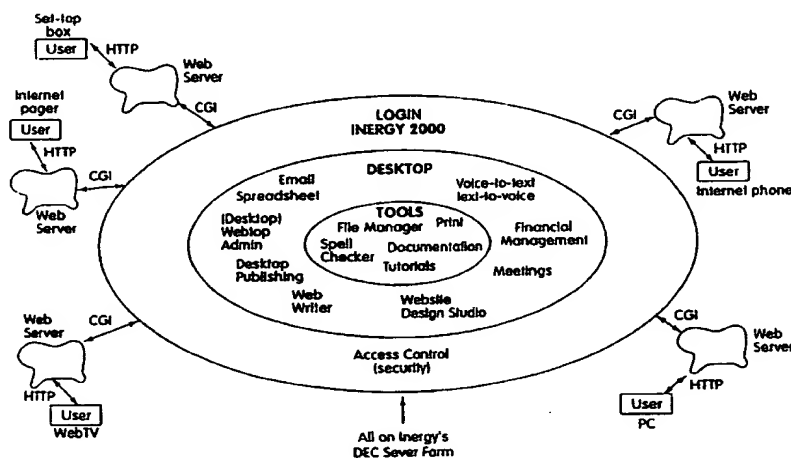 Set-top
box
User
HTTP
Web
Server
CGI
Internet
pager
User
HTTP
Web
Server
CGI
LOGIN
INERGY 2000
CGI
Web
Server
HTTP
User
Internet phone
DESKTOP
Email
Spreadsheet
Voice-to-text
text-to-voice
(Desktop)
Webtop
Admin
TOOLS
File Manager
Print
Spell
Checker
Documentation
Tutorials
Financial
Management
Desktop
Publishing
Meetings
Web
Writer
Website
Design Studio
Access Control
(security)
Web
Server
CGI
HTTP
User
WebTV
CGI
Web
Server
HTTP
User
PC
All on Inergy's
DEC Sever Farm